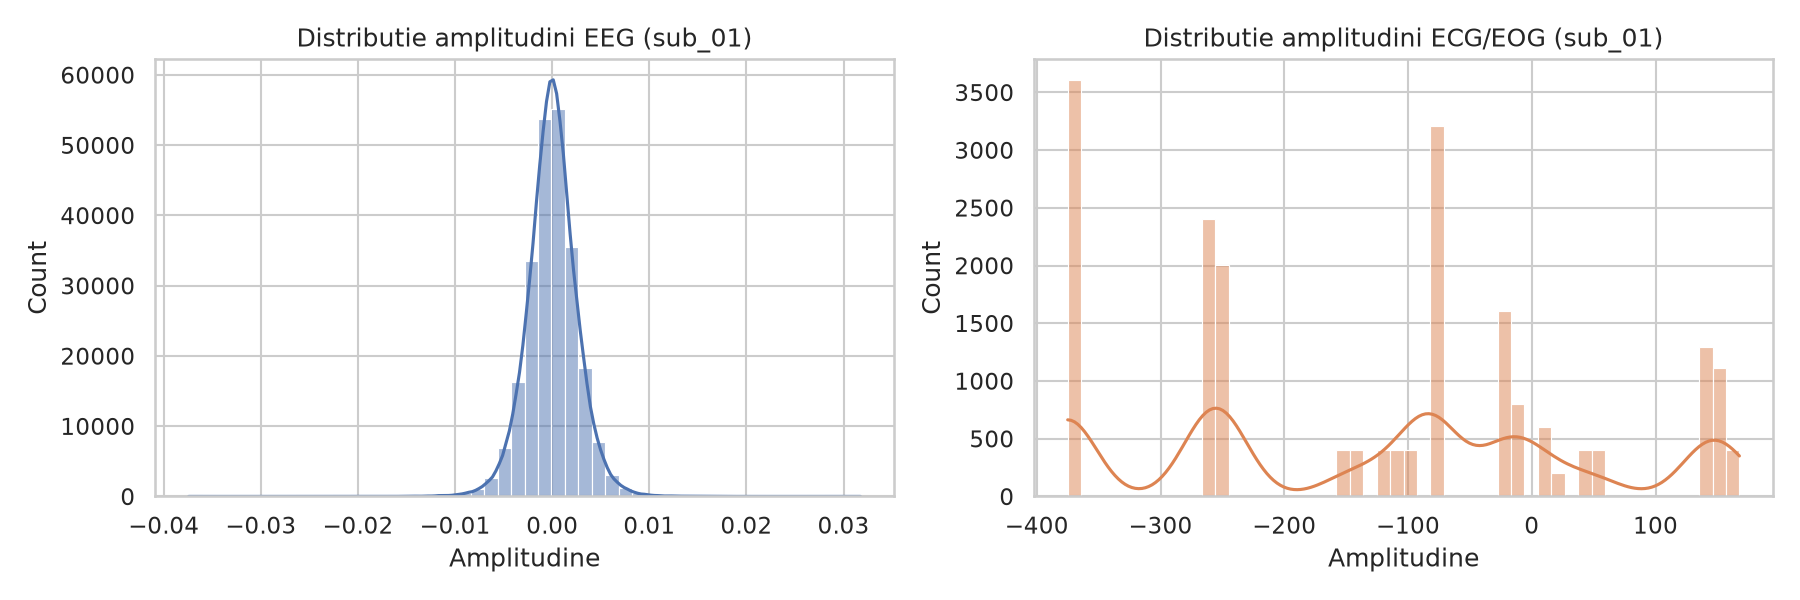 Distributie amplitudini EEG (sub_01)
60000
50000
40000
30000
20000
10000
0
Count
−0.04 −0.03 −0.02 −0.01 0.00 0.01 0.02 0.03
Amplitudine
Distributie amplitudini ECG/EOG (sub_01)
3500
3000
2500
2000
1500
1000
500
0
Count
−400 −300 −200 −100 0 100
Amplitudine